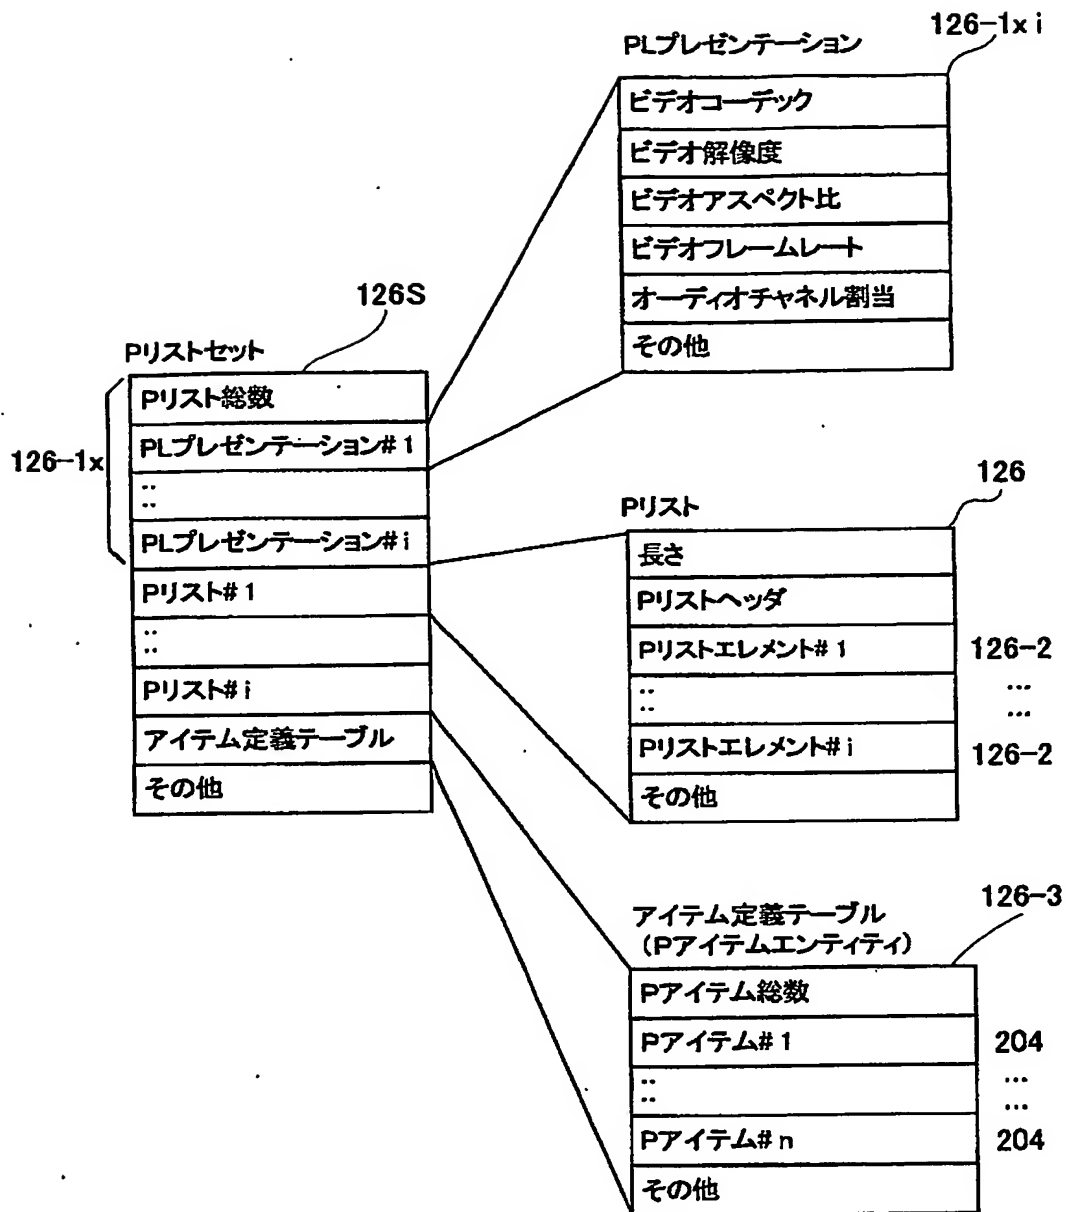 126-1xi
PLプレゼンテーション
ビデオコーデック
ビデオ解像度
ビデオアスペクト比
ビデオフレームレート
オーディオチャネル割当
その他
126S
Pリストセット
Pリスト総数
PLプレゼンテーション#1
::
PLプレゼンテーション#i
126-1x
Pリスト#1
::
Pリスト#i
アイテム定義テーブル
その他
126
Pリスト
長さ
Pリストヘッダ
Pリストエレメント#1 126-2
:: ...
...
Pリストエレメント#i 126-2
その他
126-3
アイテム定義テーブル
(Pアイテムエンティティ)
Pアイテム総数
Pアイテム#1 204
:: ...
...
Pアイテム#n 204
その他